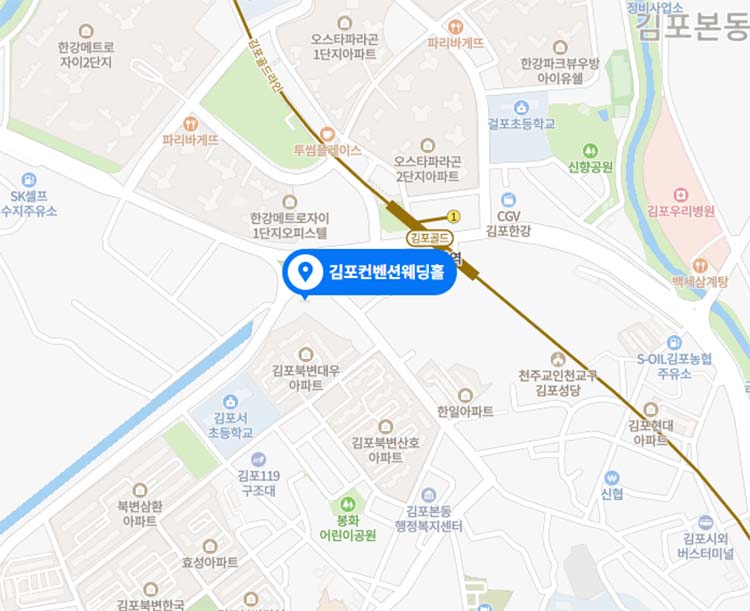 정비사업소
김포본동
한강메트로
자이2단지
오스타파라곤
1단지아파트
파리바게뜨
김포골드라인
한강파크뷰우방
아이유쉘
파리바게뜨
투썸플레이스
걸포초등학교
오스타파라곤
2단지아파트
신향공원
SK셀프
수지주유소
한강메트로자이
1단지오피스텔
1
CGV
김포한강
김포우리병원
김포골드
역
김포컨벤션웨딩홀
백세삼계탕
김포북변대우
아파트
천주교인천교구
김포성당
S-OIL김포농협
주유소
김포서
초등학교
한일아파트
김포현대
아파트
김포북변산호
아파트
김포119
구조대
신협
북변삼환
아파트
봉화
어린이공원
김포본동
행정복지센터
김포시외
버스터미널
효성아파트
김포북변한국